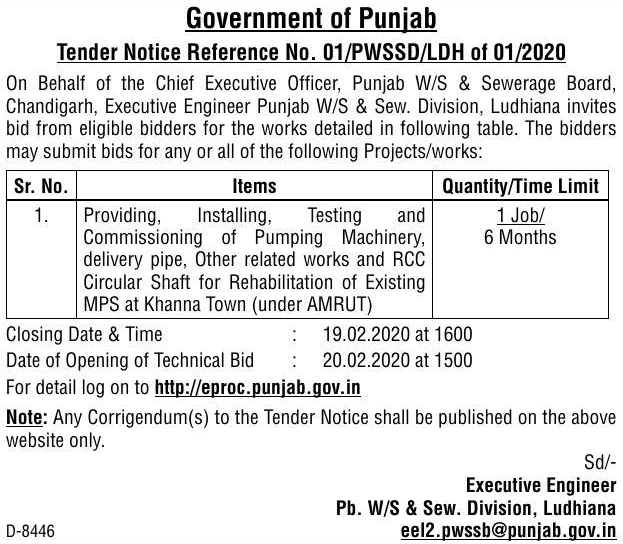 Government of Punjab
Tender Notice Reference No. 01/PWSSD/LDH of 01/2020
On Behalf of the Chief Executive Officer, Punjab W/S & Sewerage Board,
Chandigarh, Executive Engineer Punjab W/S & Sew. Division, Ludhiana invites
bid from eligible bidders for the works detailed in following table. The bidders
may submit bids for any or all of the following Projects/works:
Sr. No. Items Quantity/Time Limit
1. Providing, Installing, Testing and 1 Job/
Commissioning of Pumping Machinery, 6 Months
delivery pipe, Other related works and RCC
Circular Shaft for Rehabilitation of Existing
MPS at Khanna Town (under AMRUT)
Closing Date & Time : 19.02.2020 at 1600
Date of Opening of Technical Bid : 20.02.2020 at 1500
For detail log on to http://eproc.punjab.gov.in
Note: Any Corrigendum(s) to the Tender Notice shall be published on the above
website only.
Sd/-
Executive Engineer
Pb. W/S & Sew. Division, Ludhiana
D-8446 eel2.pwssb@punjab.gov.in